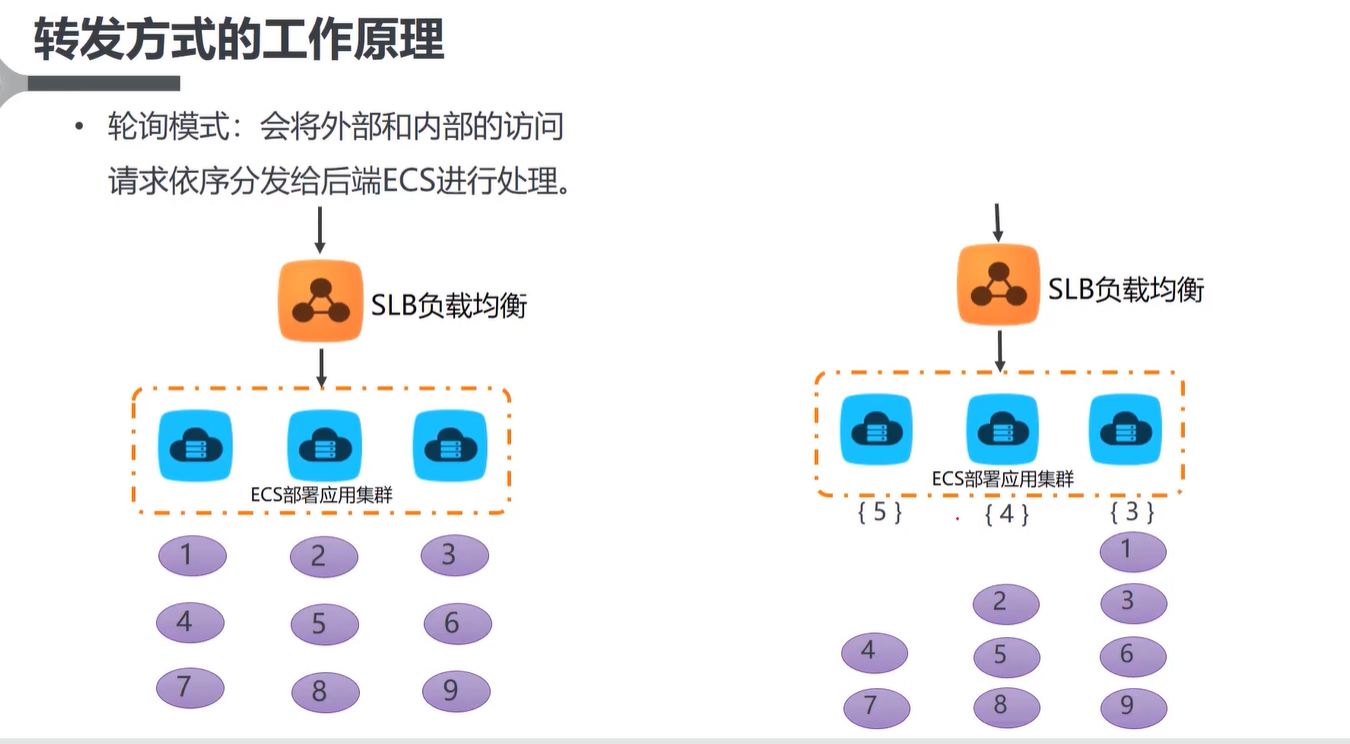 转发方式的工作原理
• 轮询模式：会将外部和内部的访问
请求依序分发给后端ECS进行处理。
SLB负载均衡
ECS部署应用集群
1 2 3
4 5 6
7 8 9
SLB负载均衡
ECS部署应用集群
{ 5 } { 4 } { 3 }
1
2 3
4 5 6
7 8 9